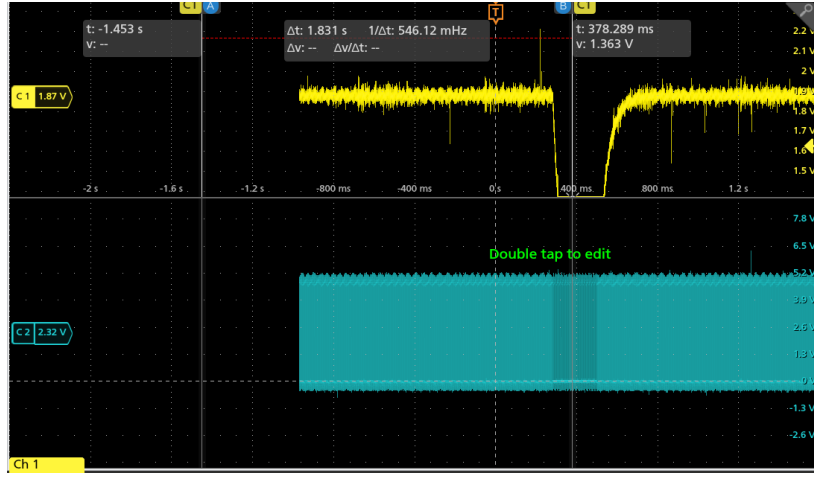 C1 A T B C1
t: -1.453 s
v: --
Δt: 1.831 s 1/Δt: 546.12 mHz
Δv: -- Δv/Δt: --
t: 378.289 ms
v: 1.363 V
2.2 V
2.1 V
2 V
C 1 1.87 V
1.9 V
1.8 V
1.7 V
1.6
1.5 V
-2 s -1.6 s -1.2 s -800 ms -400 ms 0 s 400 ms 800 ms 1.2 s
7.8 V
6.5 V
Double tap to edit
5.2 V
3.9 V
C 2 2.32 V
2.6 V
1.3 V
0 V
-1.3 V
-2.6 V
Ch 1